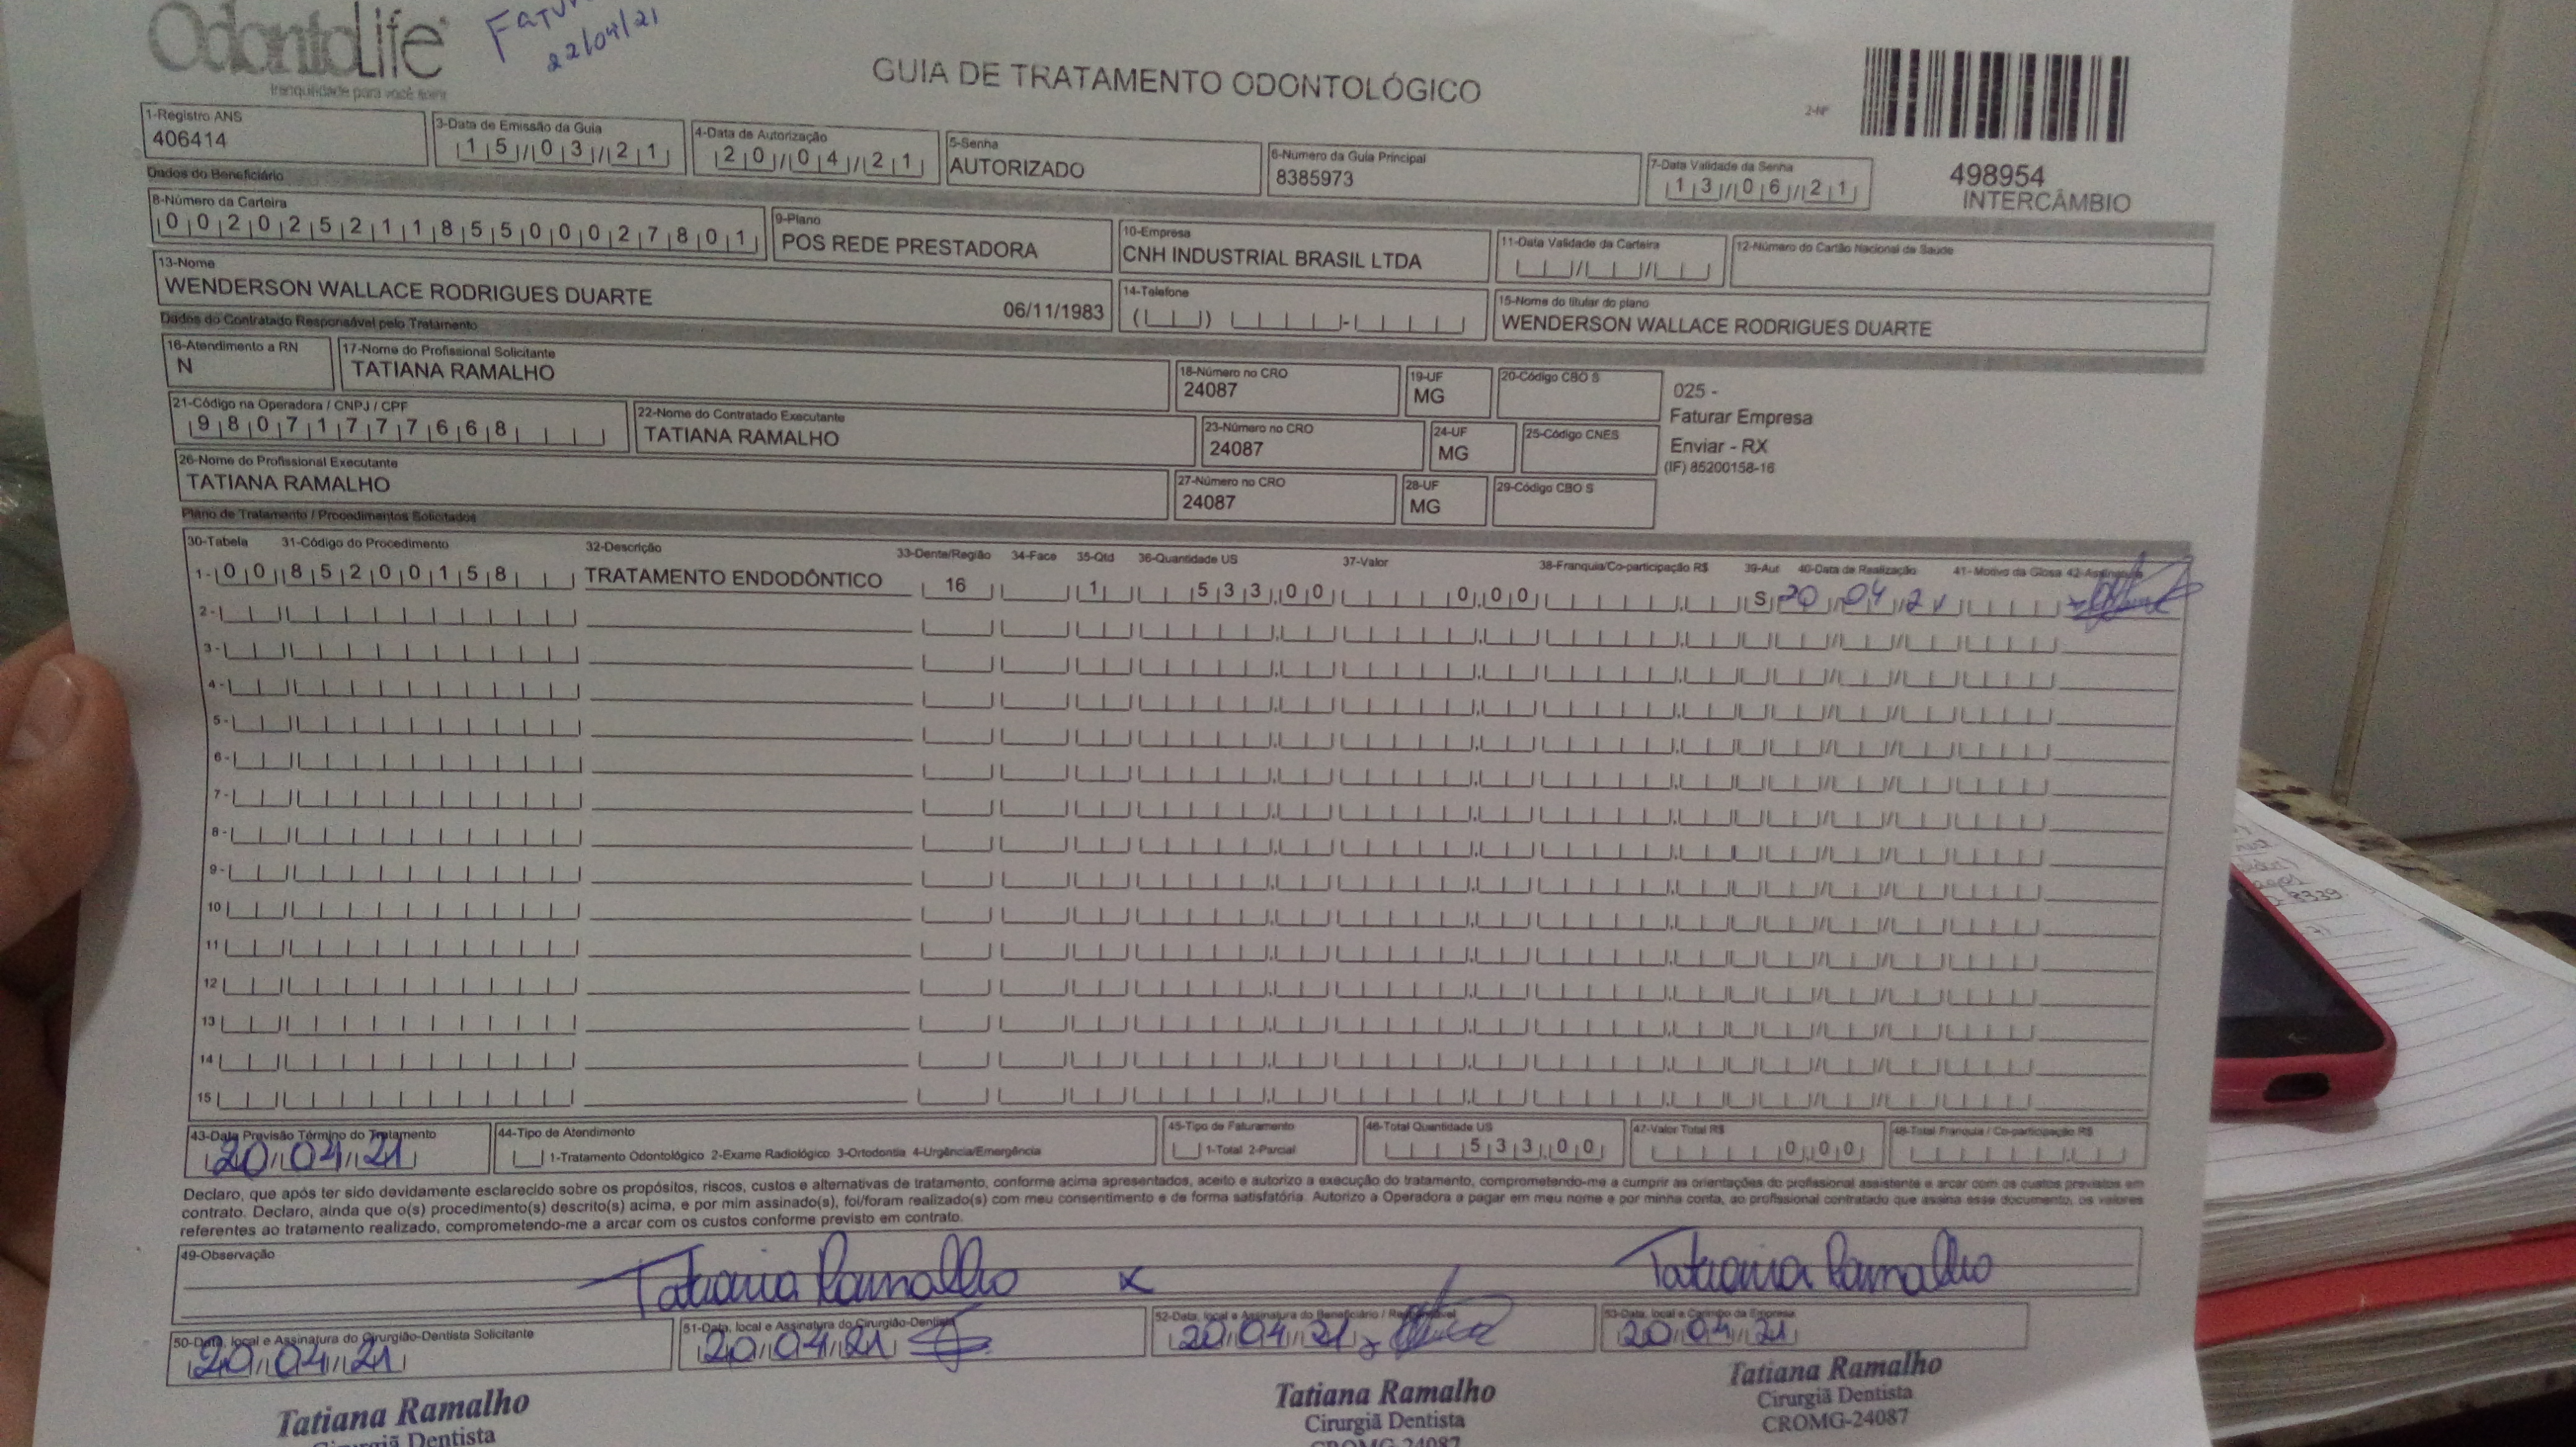 OdontoLife
tranquilidade para você sorrir
22/04/21
GUIA DE TRATAMENTO ODONTOLÓGICO
2-Nº
498954
INTERCÂMBIO
1-Registro ANS
406414
3-Data de Emissão da Guia
15/03/21
4-Data de Autorização
20/04/21
5-Senha
AUTORIZADO
6-Número da Guia Principal
8385973
7-Data Validade da Senha
13/06/21
Dados do Beneficiário
8-Número da Carteira
00202521185500027801
9-Plano
POS REDE PRESTADORA
10-Empresa
CNH INDUSTRIAL BRASIL LTDA
11-Data Validade da Carteira
12-Número do Cartão Nacional de Saúde
13-Nome
WENDERSON WALLACE RODRIGUES DUARTE
06/11/1983
14-Telefone
15-Nome do titular do plano
WENDERSON WALLACE RODRIGUES DUARTE
Dados do Contratado Responsável pelo Tratamento
16-Atendimento a RN
N
17-Nome do Profissional Solicitante
TATIANA RAMALHO
18-Número no CRO
24087
19-UF
MG
20-Código CBO S
025 -
Faturar Empresa
Enviar - RX
(IF) 85200158-16
21-Código na Operadora / CNPJ / CPF
98071777668
22-Nome do Contratado Executante
TATIANA RAMALHO
23-Número no CRO
24087
24-UF
MG
25-Código CNES
26-Nome do Profissional Executante
TATIANA RAMALHO
27-Número no CRO
24087
28-UF
MG
29-Código CBO S
Plano de Tratamento / Procedimentos Solicitados
30-Tabela 31-Código do Procedimento 32-Descrição 33-Dente/Região 34-Face 35-Qtd 36-Quantidade US 37-Valor 38-Franquia/Co-participação R$ 39-Aut 40-Data de Realização 41- Motivo da Glosa 42-Assinatura
1- 00 85200158 TRATAMENTO ENDODÔNTICO 16 1 533,00 0,00 S 20 04 21
2-
3-
4-
5-
6-
7-
8-
9-
10
11
12
13
14
15
43-Data Previsão Término do Tratamento
20/04/21
44-Tipo de Atendimento
1-Tratamento Odontológico 2-Exame Radiológico 3-Ortodontia 4-Urgência/Emergência
45-Tipo de Faturamento
1-Total 2-Parcial
46-Total Quantidade US
533,00
47-Valor Total R$
0,00
48-Total Franquia / Co-participação R$
Declaro, que após ter sido devidamente esclarecido sobre os propósitos, riscos, custos e alternativas de tratamento, conforme acima apresentados, aceito e autorizo a execução do tratamento, comprometendo-me a cumprir as orientações do profissional assistente e arcar com os custos previstos em
contrato. Declaro, ainda que o(s) procedimento(s) descrito(s) acima, e por mim assinado(s), foi/foram realizado(s) com meu consentimento e de forma satisfatória. Autorizo a Operadora a pagar em meu nome e por minha conta, ao profissional contratado que assina esse documento, os valores
referentes ao tratamento realizado, comprometendo-me a arcar com os custos conforme previsto em contrato.
49-Observação
Tatiana Ramalho x Tatiana Ramalho
50-Data, local e Assinatura do Cirurgião-Dentista Solicitante
20/04/21
51-Data, local e Assinatura do Cirurgião-Dentista
20/04/21
52-Data, local e Assinatura do Beneficiário / Responsável
20/04/21
53-Data, local e Carimbo da Empresa
20/04/21
Tatiana Ramalho
Cirurgiã Dentista
Tatiana Ramalho
Cirurgiã Dentista
CROMG-24087
Tatiana Ramalho
Cirurgiã Dentista
CROMG-24087
8339